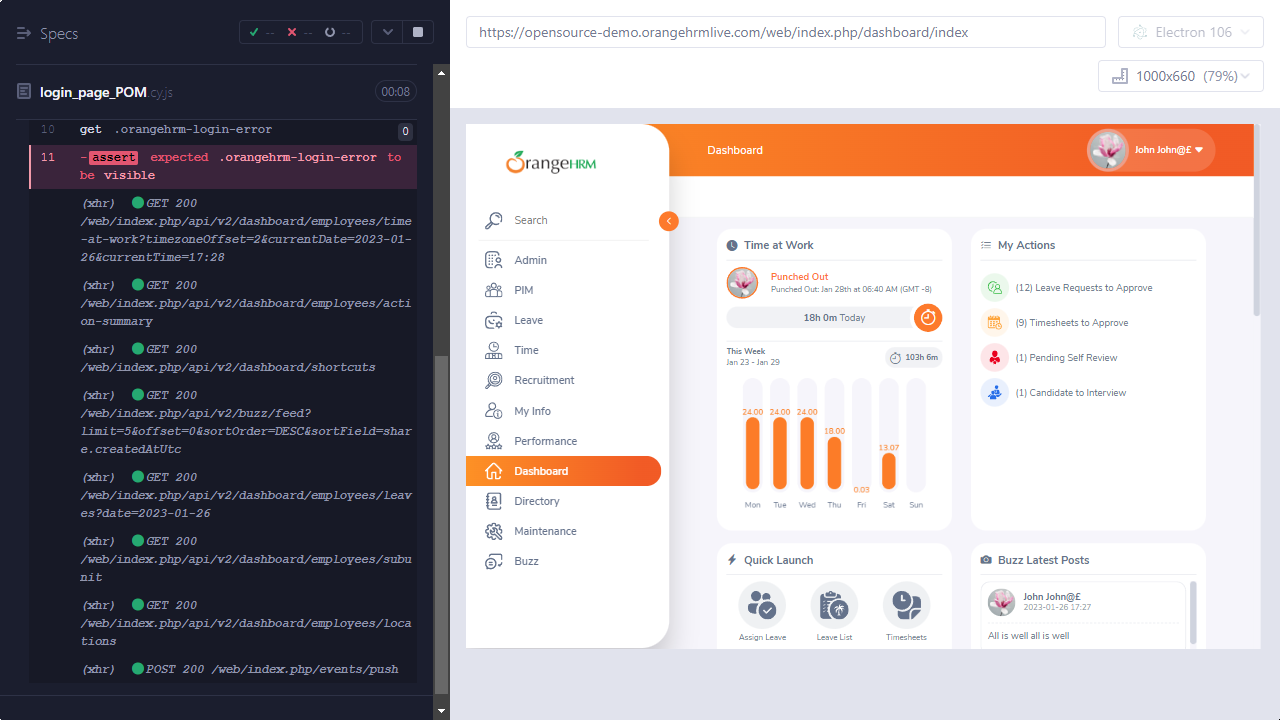 Specs
--
--
--
login_page_POM.cy.js
00:08
10 get .orangehrm-login-error 0
11 -assert expected .orangehrm-login-error to
be visible
(xhr) GET 200
/web/index.php/api/v2/dashboard/employees/time
-at-work?timezoneOffset=2&currentDate=2023-01-
26&currentTime=17:28
(xhr) GET 200
/web/index.php/api/v2/dashboard/employees/acti
on-summary
(xhr) GET 200
/web/index.php/api/v2/dashboard/shortcuts
(xhr) GET 200
/web/index.php/api/v2/buzz/feed?
limit=5&offset=0&sortOrder=DESC&sortField=shar
e.createdAtUtc
(xhr) GET 200
/web/index.php/api/v2/dashboard/employees/leav
es?date=2023-01-26
(xhr) GET 200
/web/index.php/api/v2/dashboard/employees/subu
nit
(xhr) GET 200
/web/index.php/api/v2/dashboard/employees/loca
tions
(xhr) POST 200 /web/index.php/events/push
https://opensource-demo.orangehrmlive.com/web/index.php/dashboard/index
Electron 106
1000x660 (79%)
OrangeHRM
Search
Admin
PIM
Leave
Time
Recruitment
My Info
Performance
Dashboard
Directory
Maintenance
Buzz
Dashboard
John John@£
Time at Work
Punched Out
Punched Out: Jan 28th at 06:40 AM (GMT -8)
18h 0m Today
This Week
Jan 23 - Jan 29
103h 6m
24.00 24.00 24.00 18.00 0.03 13.07
Mon Tue Wed Thu Fri Sat Sun
My Actions
(12) Leave Requests to Approve
(9) Timesheets to Approve
(1) Pending Self Review
(1) Candidate to Interview
Quick Launch
Assign Leave
Leave List
Timesheets
Buzz Latest Posts
John John@£
2023-01-26 17:27
All is well all is well